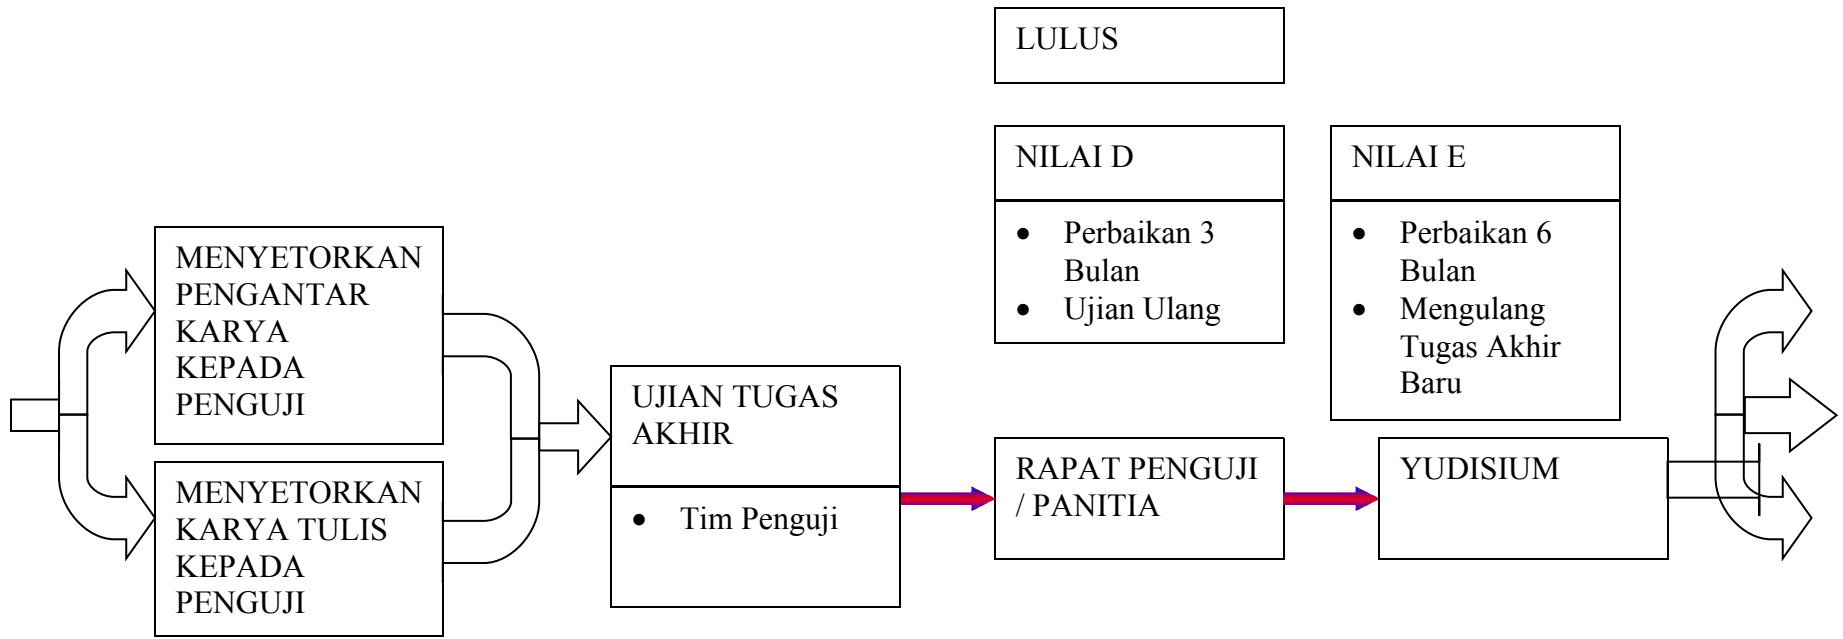 LULUS
NILAI D
• Perbaikan 3
Bulan
• Ujian Ulang
NILAI E
• Perbaikan 6
Bulan
• Mengulang
Tugas Akhir
Baru
MENYETORKAN
PENGANTAR
KARYA
KEPADA
PENGUJI
MENYETORKAN
KARYA TULIS
KEPADA
PENGUJI
UJIAN TUGAS
AKHIR
• Tim Penguji
RAPAT PENGUJI
/ PANITIA
YUDISIUM